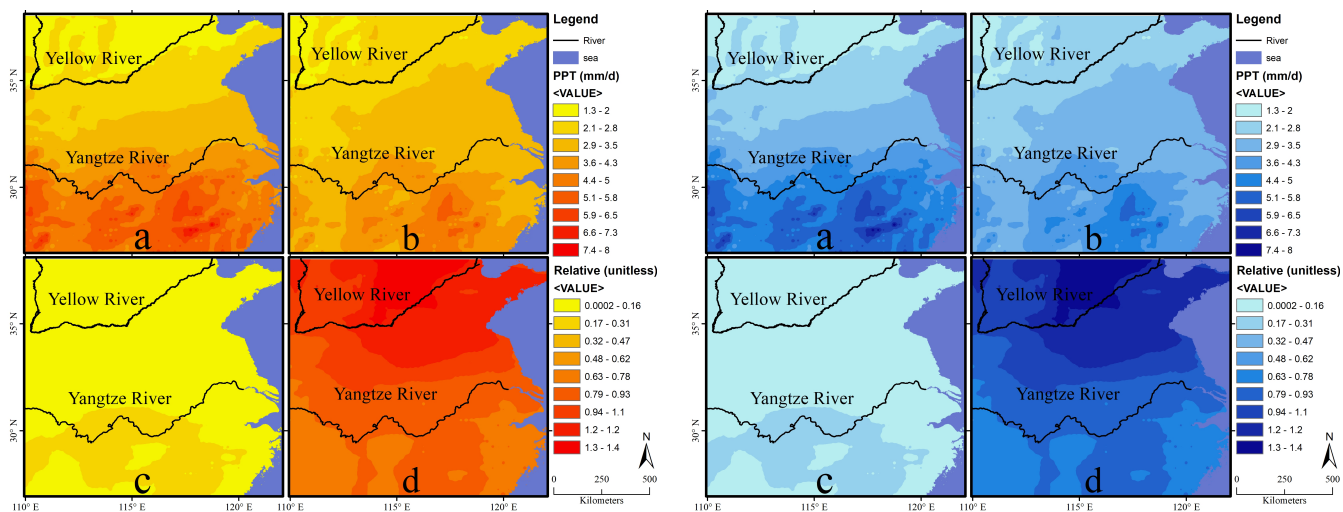 Yellow River
Yangtze River
a
Yellow River
Yangtze River
b
35° N
30° N
Legend
River
sea
PPT (mm/d)
<VALUE>
1.3 - 2
2.1 - 2.8
2.9 - 3.5
3.6 - 4.3
4.4 - 5
5.1 - 5.8
5.9 - 6.5
6.6 - 7.3
7.4 - 8
Yellow River
Yangtze River
c
Yellow River
Yangtze River
d
35° N
30° N
110° E
115° E
120° E
110° E
115° E
120° E
Relative (unitless)
<VALUE>
0.0002 - 0.16
0.17 - 0.31
0.32 - 0.47
0.48 - 0.62
0.63 - 0.78
0.79 - 0.93
0.94 - 1.1
1.2 - 1.2
1.3 - 1.4
N
0 250 500
Kilometers
Yellow River
Yangtze River
a
Yellow River
Yangtze River
b
35° N
30° N
Legend
River
sea
PPT (mm/d)
<VALUE>
1.3 - 2
2.1 - 2.8
2.9 - 3.5
3.6 - 4.3
4.4 - 5
5.1 - 5.8
5.9 - 6.5
6.6 - 7.3
7.4 - 8
Yellow River
Yangtze River
c
Yellow River
Yangtze River
d
35° N
30° N
110° E
115° E
120° E
110° E
115° E
120° E
Relative (unitless)
<VALUE>
0.0002 - 0.16
0.17 - 0.31
0.32 - 0.47
0.48 - 0.62
0.63 - 0.78
0.79 - 0.93
0.94 - 1.1
1.2 - 1.2
1.3 - 1.4
N
0 250 500
Kilometers